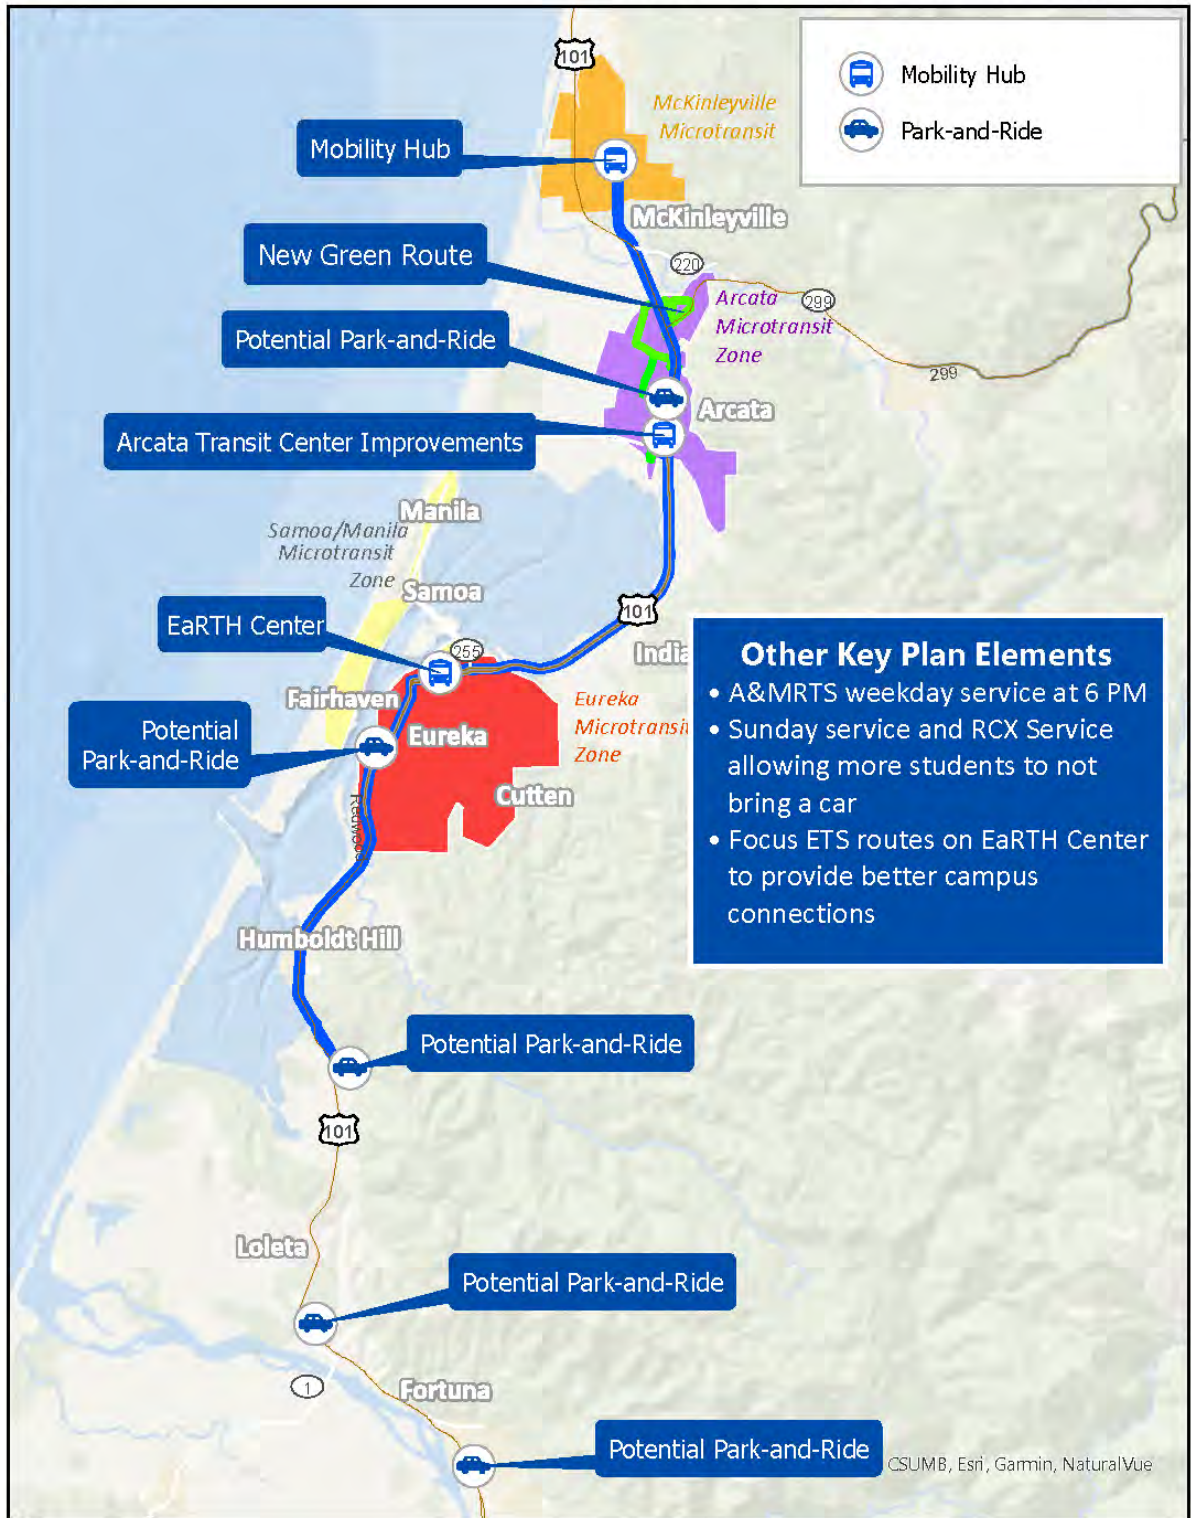 101
Mobility Hub
Park-and-Ride
McKinleyville
Microtransit
Mobility Hub
McKinleyville
New Green Route
220
Arcata
Microtransit
Zone
299
299
Potential Park-and-Ride
Arcata
Arcata Transit Center Improvements
Manila
Samoa/Manila
Microtransit
Zone
Samoa
101
EaRTH Center
255
India
Fairhaven
Eureka
Microtransit
Zone
Potential
Park-and-Ride
Eureka
Cutten
Other Key Plan Elements
• A&MRTS weekday service at 6 PM
• Sunday service and RCX Service
allowing more students to not
bring a car
• Focus ETS routes on EaRTH Center
to provide better campus
connections
Humboldt Hill
Potential Park-and-Ride
101
Loleta
Potential Park-and-Ride
1
Fortuna
Potential Park-and-Ride
CSUMB, Esri, Garmin, NaturalVue